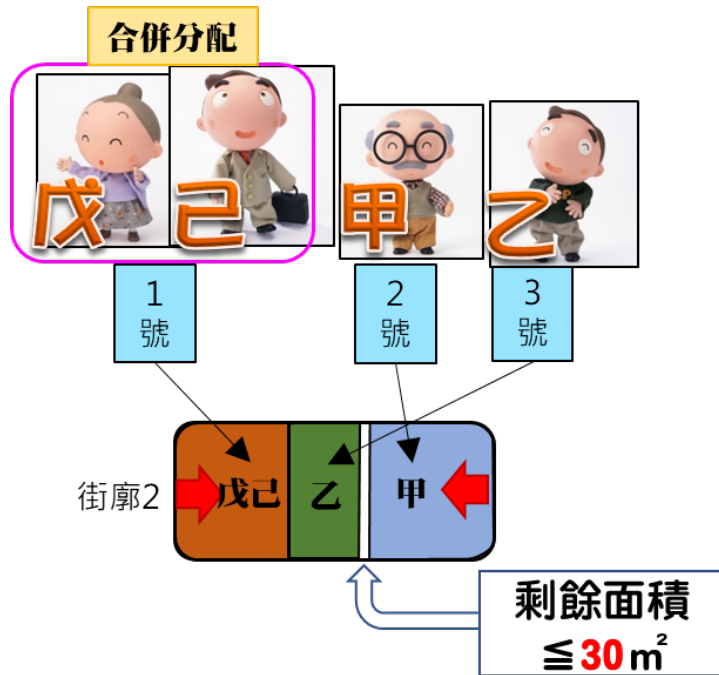 合併分配
戊 己 甲 乙
1
號
2
號
3
號
街廓2
戊己 乙 甲
剩餘面積
≦30m²